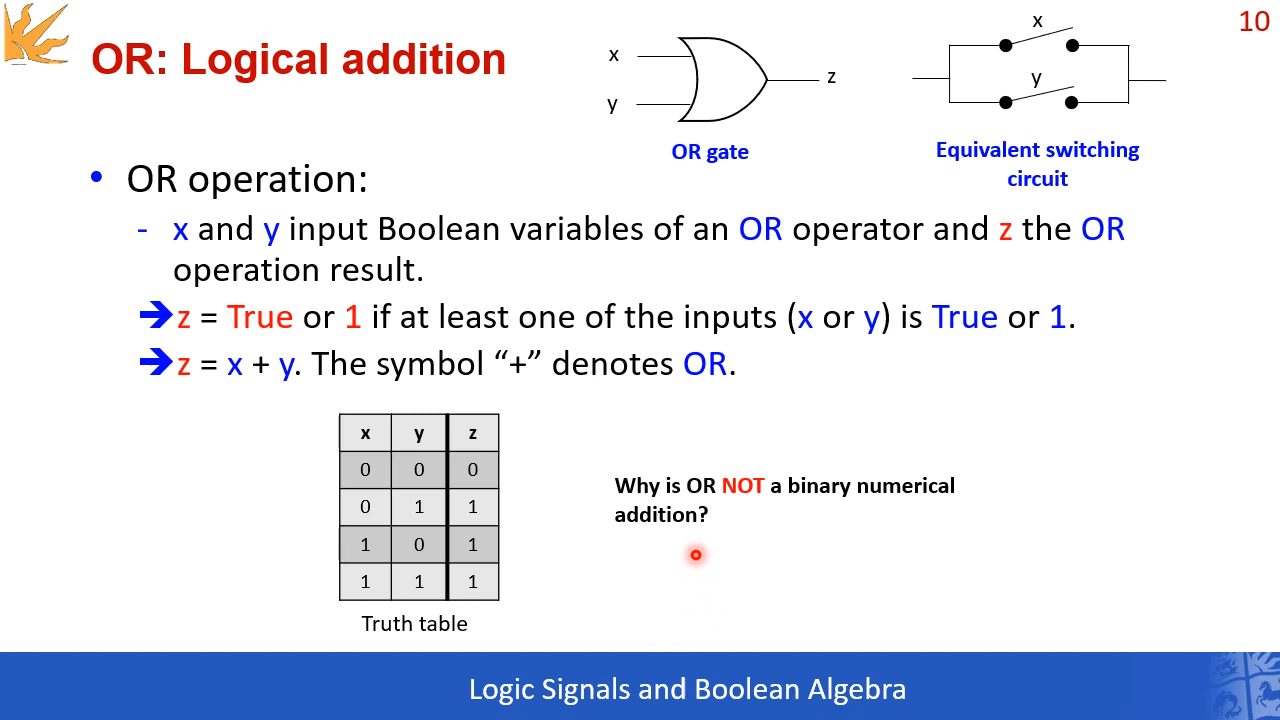 10
OR: Logical addition
x
y
z
OR gate
x
y
Equivalent switching
circuit
• OR operation:
- x and y input Boolean variables of an OR operator and z the OR
operation result.
➔ z = True or 1 if at least one of the inputs (x or y) is True or 1.
➔ z = x + y. The symbol “+” denotes OR.
x y z
0 0 0
0 1 1
1 0 1
1 1 1
Truth table
Why is OR NOT a binary numerical
addition?
Logic Signals and Boolean Algebra